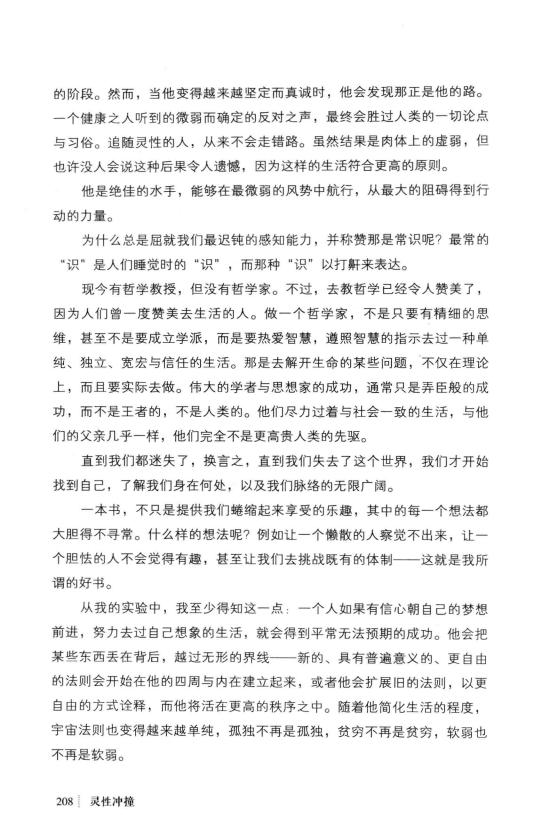 的阶段。然而，当他变得越来越坚定而真诚时，他会发现那正是他的路。
一个健康之人听到的微弱而确定的反对之声，最终会胜过人类的一切论点
与习俗。追随灵性的人，从来不会走错路。虽然结果是肉体上的虚弱，但
也许没人会说这种后果令人遗憾，因为这样的生活符合更高的原则。
他是绝佳的水手，能够在最微弱的风势中航行，从最大的阻碍得到行
动的力量。
为什么总是屈就我们最迟钝的感知能力，并称赞那是常识呢？最常的
“识”是人们睡觉时的“识”，而那种“识”以打鼾来表达。
现今有哲学教授，但没有哲学家。不过，去教哲学已经令人赞美了，
因为人们曾一度赞美去生活的人。做一个哲学家，不是只要有精细的思
维，甚至不是要成立学派，而是要热爱智慧，遵照智慧的指示去过一种单
纯、独立、宽宏与信任的生活。那是去解开生命的某些问题，不仅在理论
上，而且要实际去做。伟大的学者与思想家的成功，通常只是弄臣般的成
功，而不是王者的，不是人类的。他们尽力过着与社会一致的生活，与他
们的父亲几乎一样，他们完全不是更高贵人类的先驱。
直到我们都迷失了，换言之，直到我们失去了这个世界，我们才开始
找到自己，了解我们身在何处，以及我们脉络的无限广阔。
一本书，不只是提供我们蜷缩起来享受的乐趣，其中的每一个想法都
大胆得不寻常。什么样的想法呢？例如让一个懒散的人察觉不出来，让一
个胆怯的人不会觉得有趣，甚至让我们去挑战既有的体制——这就是我所
谓的好书。
从我的实验中，我至少得知这一点：一个人如果有信心朝自己的梦想
前进，努力去过自己想象的生活，就会得到平常无法预期的成功。他会把
某些东西丢在背后，越过无形的界线——新的、具有普遍意义的、更自由
的法则会开始在他的四周与内在建立起来，或者他会扩展旧的法则，以更
自由的方式诠释，而他将活在更高的秩序之中。随着他简化生活的程度，
宇宙法则也变得越来越单纯，孤独不再是孤独，贫穷不再是贫穷，软弱也
不再是软弱。
208 灵性冲撞